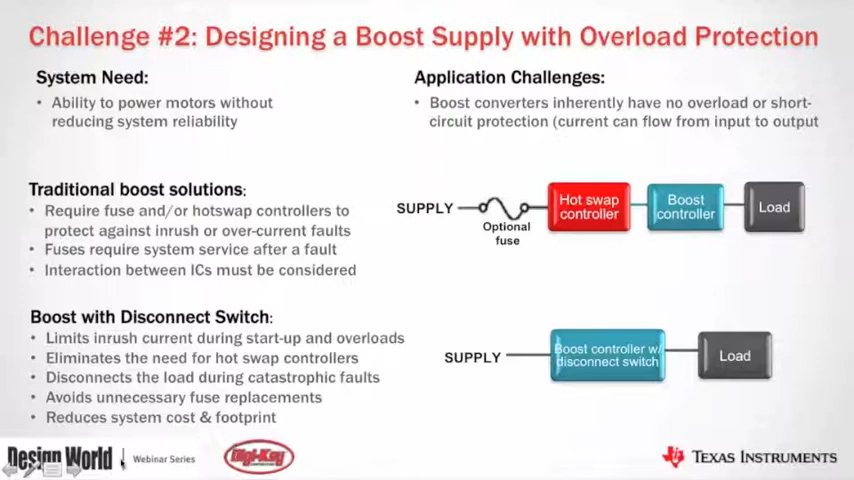 Challenge #2: Designing a Boost Supply with Overload Protection
System Need:
• Ability to power motors without
reducing system reliability
Application Challenges:
• Boost converters inherently have no overload or short-
circuit protection (current can flow from input to output
Traditional boost solutions:
• Require fuse and/or hotswap controllers to
protect against inrush or over-current faults
• Fuses require system service after a fault
• Interaction between ICs must be considered
SUPPLY
Optional
fuse
Hot swap
controller
Boost
controller
Load
Boost with Disconnect Switch:
• Limits inrush current during start-up and overloads
• Eliminates the need for hot swap controllers
• Disconnects the load during catastrophic faults
• Avoids unnecessary fuse replacements
• Reduces system cost & footprint
SUPPLY
Boost controller w/
disconnect switch
Load
Design World
Webinar Series
Digi-Key
TEXAS INSTRUMENTS